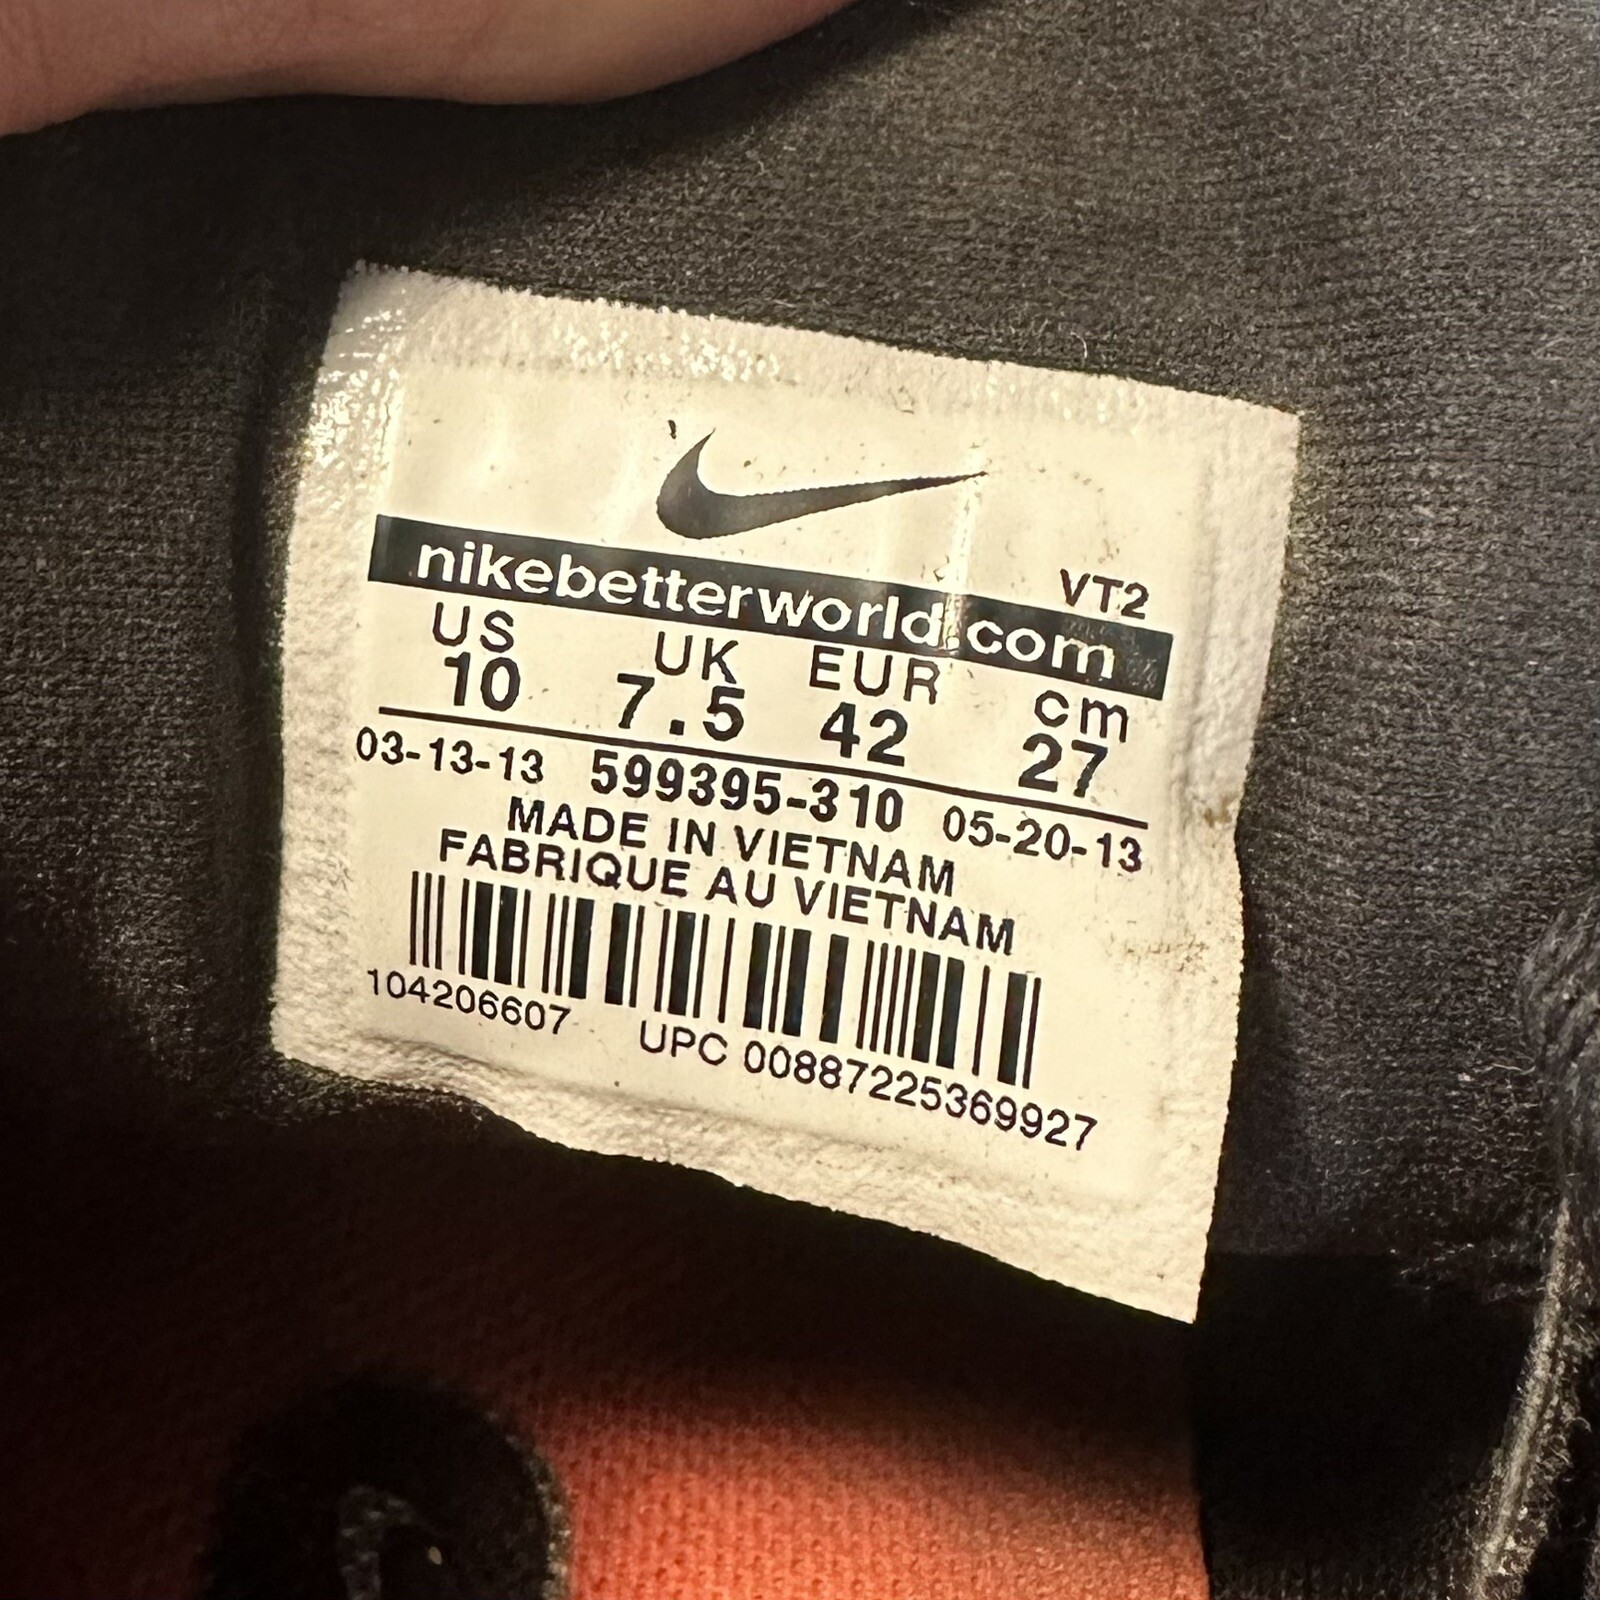 VT2
nikebetterworld.com
US UK EUR cm
10 7.5 42 27
03-13-13 599395-310 05-20-13
MADE IN VIETNAM
FABRIQUE AU VIETNAM
104206607 UPC 00887225369927